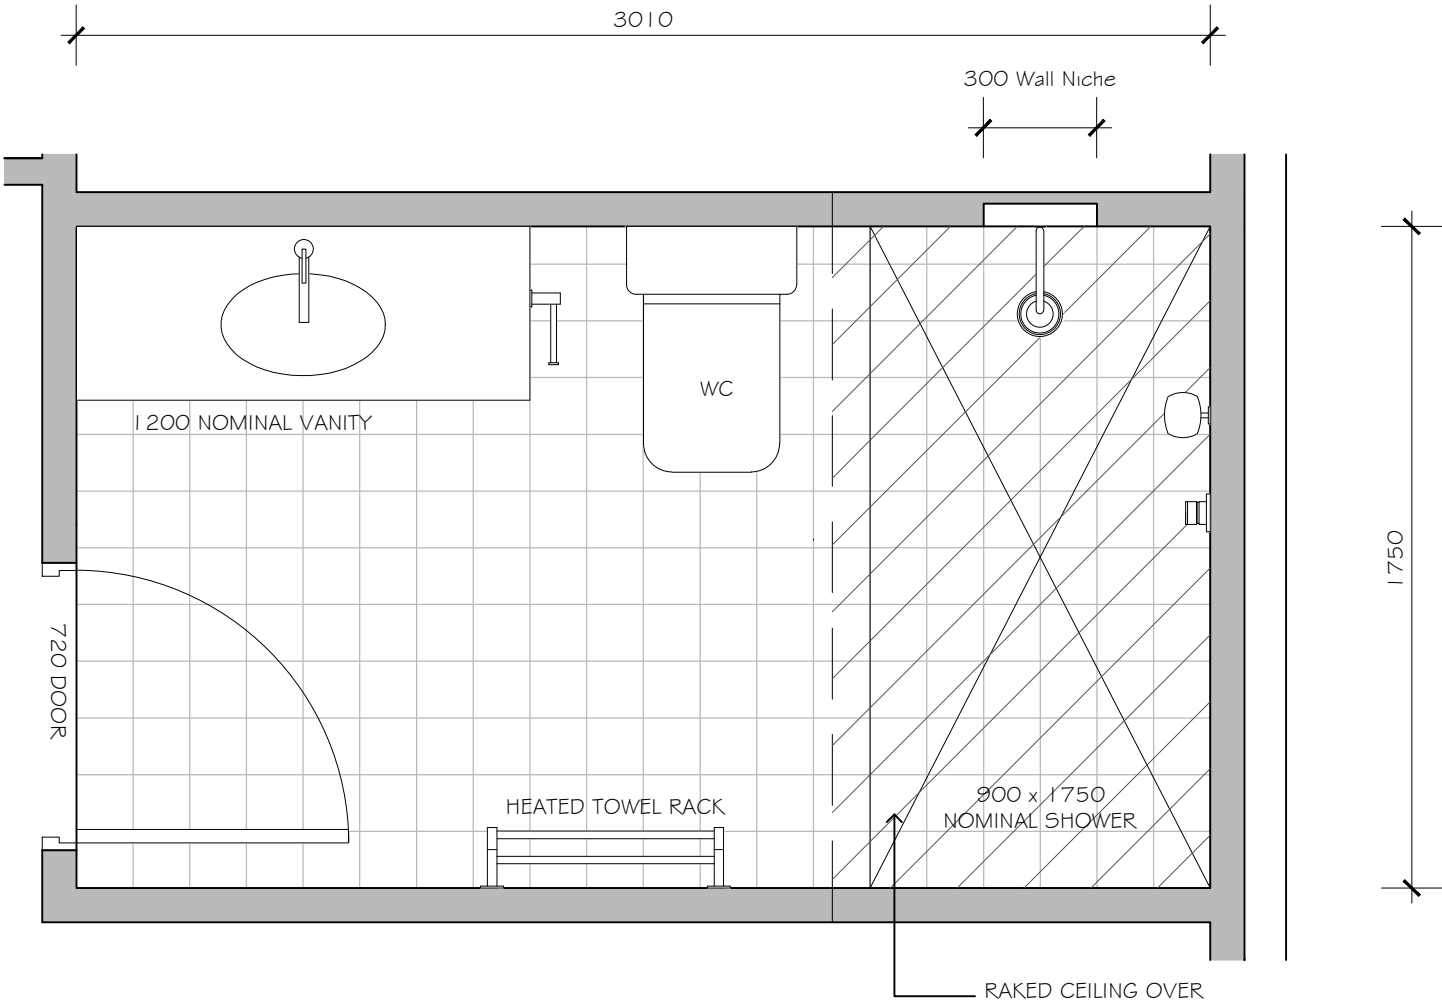 3010
300 Wall Niche
WC
1200 NOMINAL VANITY
1750
720 DOOR
HEATED TOWEL RACK
900 x 1750
NOMINAL SHOWER
RAKED CEILING OVER